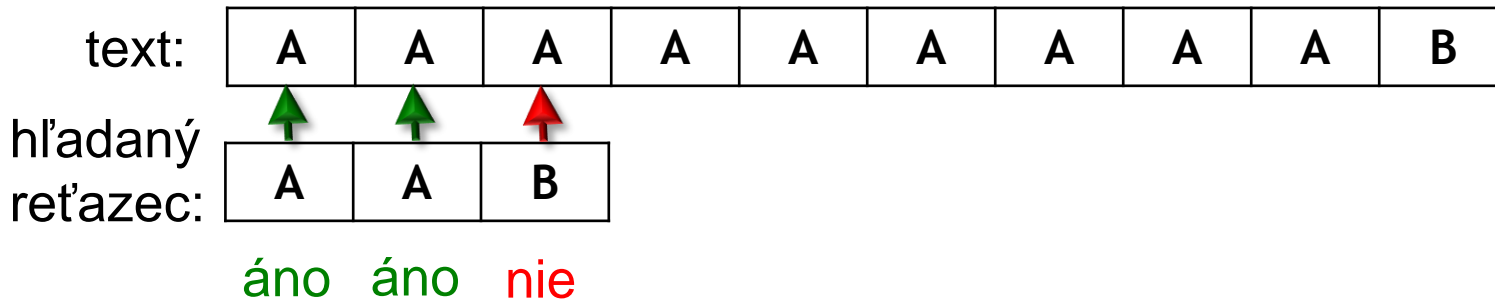 text: A A A A A A A A A B
hľadaný
reťazec: A A B
áno áno nie